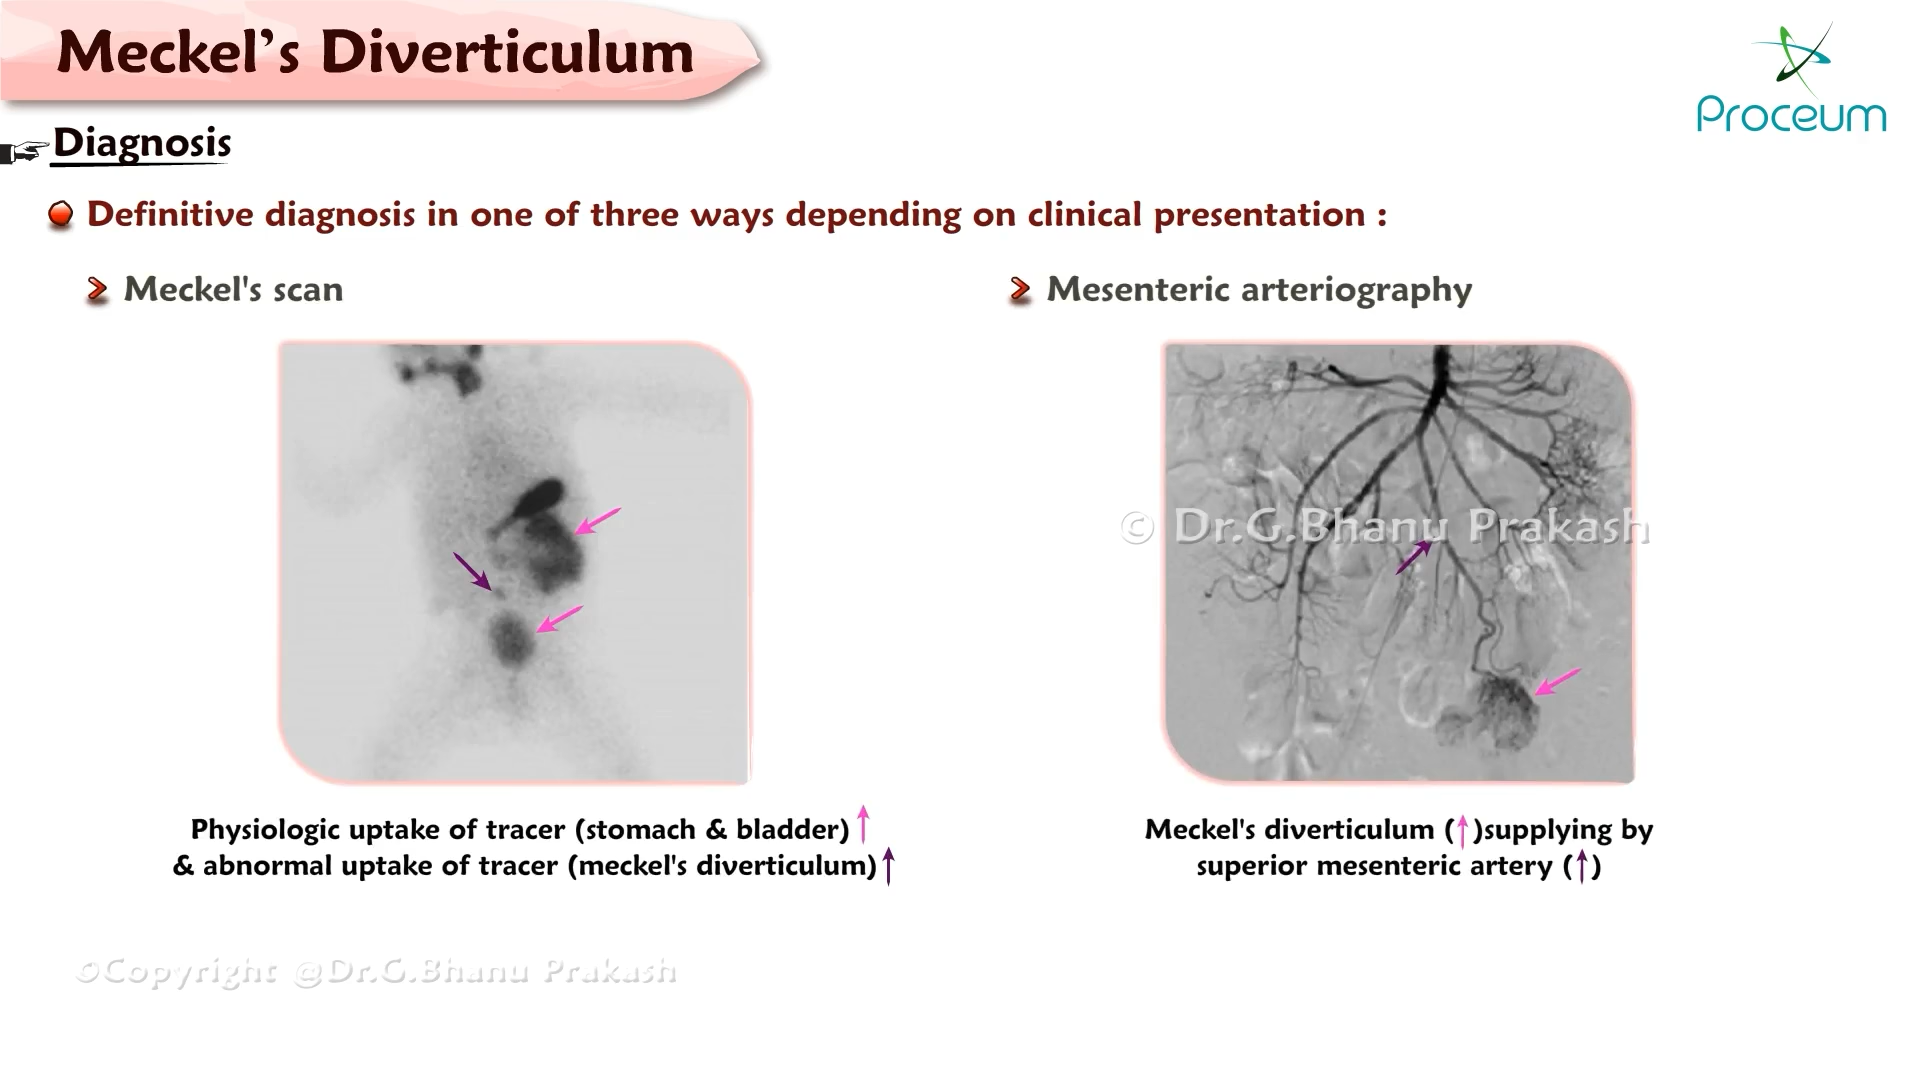 Meckel’s Diverticulum
Proceum
Diagnosis
Definitive diagnosis in one of three ways depending on clinical presentation :
Meckel's scan
Mesenteric arteriography
© Dr.G.Bhanu Prakash
Physiologic uptake of tracer (stomach & bladder)↑
& abnormal uptake of tracer (meckel's diverticulum)↑
Meckel's diverticulum (↑)supplying by
superior mesenteric artery (↑)
©Copyright @Dr.G.Bhanu Prakash